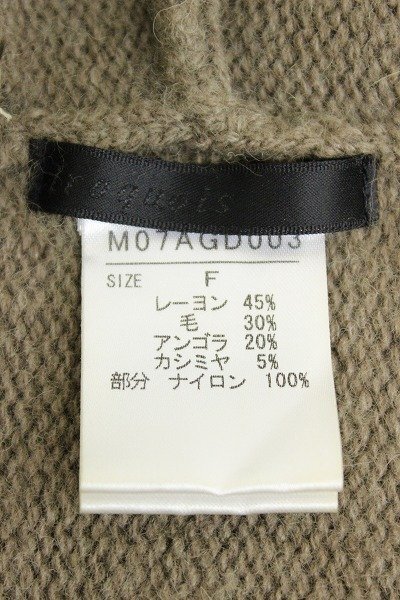 iroquois
M07AGD003
SIZE F
レーヨン 45%
毛 30%
アンゴラ 20%
カシミヤ 5%
部分 ナイロン 100%